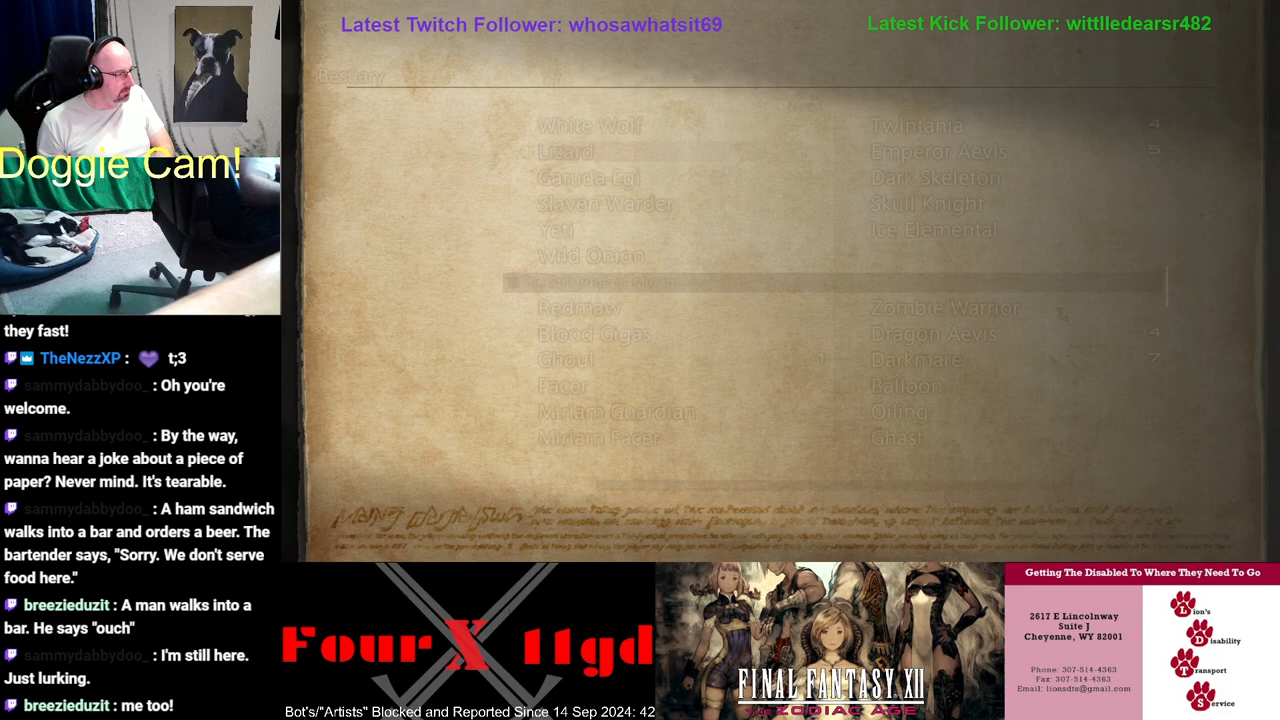 Latest Twitch Follower: whosawhatsit69
Latest Kick Follower: wittlledearsr482
Doggie Cam!
Bestiary
White Wolf
Twintania
4
Lizard
Emperor Aevis
5
Garuda-Egi
Dark Skeleton
Slaven Warder
Skull Knight
Yeti
Ice Elemental
Wild Onion
Redmaw
Zombie Warrior
Blood Gigas
Dragon Aevis
4
Ghoul
Darkmare
7
Facer
Balloon
Miriam Guardian
Oiling
Miriam Facer
Ghast
they fast!
TheNezzXP : 💜 t;3
sammydabbydoo_ : Oh you're
welcome.
sammydabbydoo_ : By the way,
wanna hear a joke about a piece of
paper? Never mind. It's tearable.
sammydabbydoo_ : A ham sandwich
walks into a bar and orders a beer. The
bartender says, "Sorry. We don't serve
food here."
breezieduzit : A man walks into a
bar. He says "ouch"
sammydabbydoo_ : I'm still here.
Just lurking.
breezieduzit : me too!
FourX11gd
Bot's/"Artists" Blocked and Reported Since 14 Sep 2024: 42
FINAL FANTASY XII
THE ZODIAC AGE
Getting The Disabled To Where They Need To Go
2617 E Lincolnway
Suite J
Cheyenne, WY 82001
Phone: 307-514-4363
Fax: 307-514-4363
Email: lionsdts@gmail.com
Lion's
Disability
Transport
Service